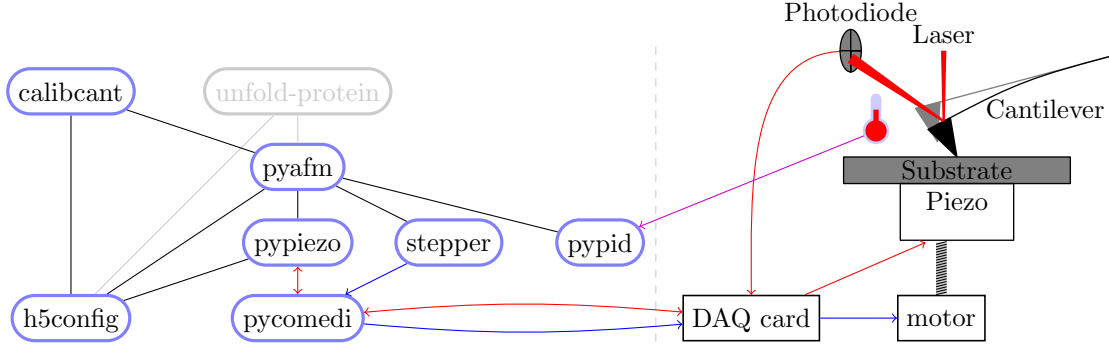 Photodiode
Laser
calibcant
unfold-protein
Cantilever
pyafm
Substrate
Piezo
pypiezo
stepper
pypid
h5config
pycomedi
DAQ card
motor